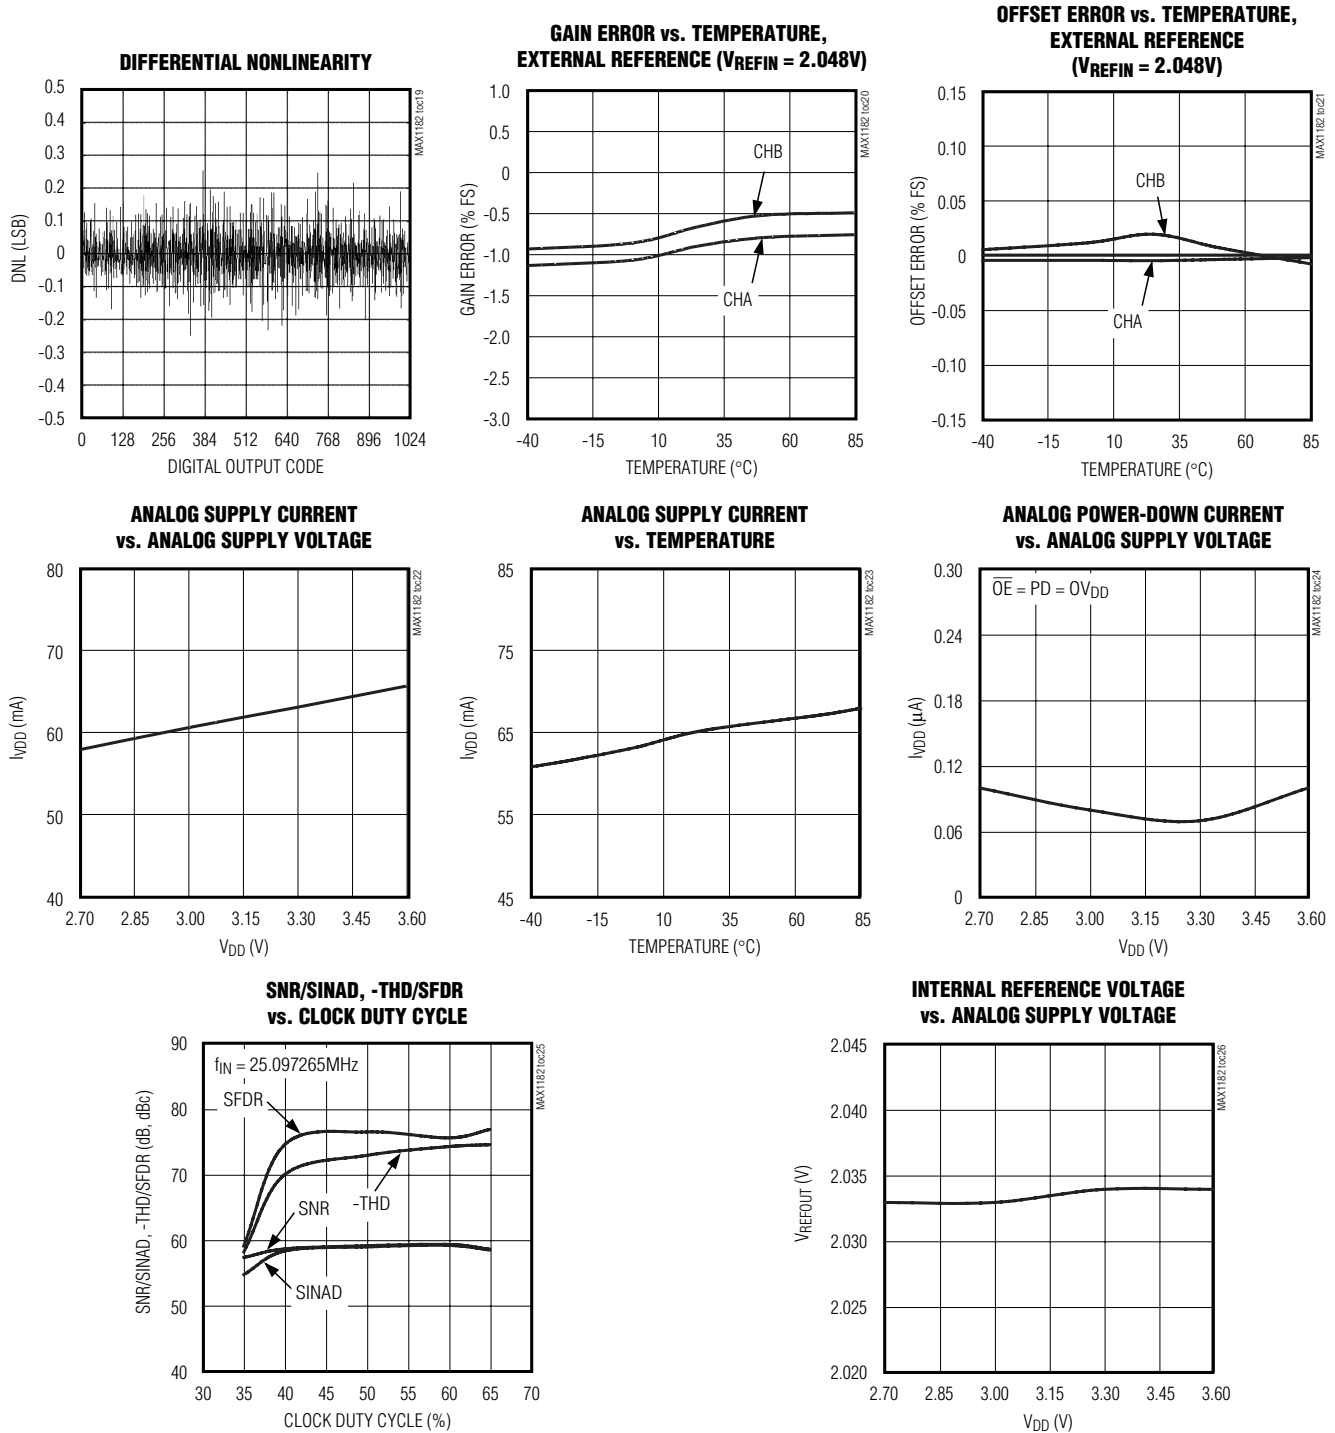 DIFFERENTIAL NONLINEARITY
MAX1182 toc19
DNL (LSB)
0.5
0.4
0.3
0.2
0.1
0
-0.1
-0.2
-0.3
-0.4
-0.5
0 128 256 384 512 640 768 896 1024
DIGITAL OUTPUT CODE
GAIN ERROR vs. TEMPERATURE,
EXTERNAL REFERENCE (VREFIN = 2.048V)
MAX1182 toc20
GAIN ERROR (% FS)
1.0
0.5
0.5
0
-0.5
-1.0
-1.5
-2.0
-2.5
-3.0
CHB
CHA
-40 -15 10 35 60 85
TEMPERATURE (°C)
OFFSET ERROR vs. TEMPERATURE,
EXTERNAL REFERENCE
(VREFIN = 2.048V)
MAX1182 toc21
OFFSET ERROR (% FS)
0.15
0.10
0.05
0
-0.05
-0.10
-0.15
CHB
CHA
-40 -15 10 35 60 85
TEMPERATURE (°C)
ANALOG SUPPLY CURRENT
vs. ANALOG SUPPLY VOLTAGE
MAX1182 toc22
IVDD (mA)
80
70
60
50
40
2.70 2.85 3.00 3.15 3.30 3.45 3.60
VDD (V)
ANALOG SUPPLY CURRENT
vs. TEMPERATURE
MAX1182 toc23
IVDD (mA)
85
75
65
55
45
-40 -15 10 35 60 85
TEMPERATURE (°C)
ANALOG POWER-DOWN CURRENT
vs. ANALOG SUPPLY VOLTAGE
MAX1182 toc24
OE = PD = OVDD
IVDD (µA)
0.30
0.24
0.18
0.12
0.06
0
2.70 2.85 3.00 3.15 3.30 3.45 3.60
VDD (V)
SNR/SINAD, -THD/SFDR
vs. CLOCK DUTY CYCLE
MAX1182 toc25
fIN = 25.097265MHz
SNR/SINAD, -THD/SFDR (dB, dBc)
90
80
70
60
50
40
SFDR
SNR
-THD
SINAD
30 35 40 45 50 55 60 65 70
CLOCK DUTY CYCLE (%)
INTERNAL REFERENCE VOLTAGE
vs. ANALOG SUPPLY VOLTAGE
MAX1182 toc26
VREFOUT (V)
2.045
2.040
2.035
2.030
2.025
2.020
2.70 2.85 3.00 3.15 3.30 3.45 3.60
VDD (V)